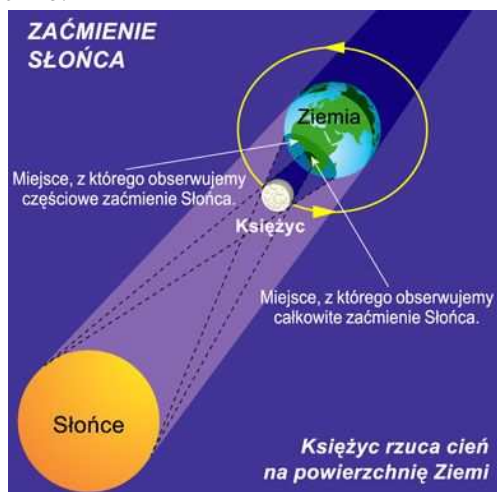 ZAĆMIENIE
SŁOŃCA
Ziemia
Miejsce, z którego obserwujemy
częściowe zaćmienie Słońca.
Księżyc
Miejsce, z którego obserwujemy
całkowite zaćmienie Słońca.
Słońce
Księżyc rzuca cień
na powierzchnię Ziemi